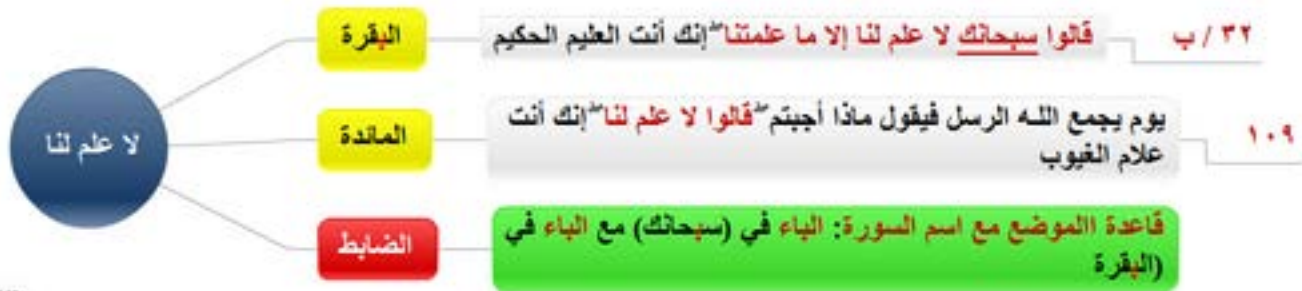 لا علم لنا
البقرة
قالوا سبحانك لا علم لنا إلا ما علمتنا ۖ إنك أنت العليم الحكيم
٣٢ / ب
المائدة
يوم يجمع اللـه الرسل فيقول ماذا أجبتم ۖ قالوا لا علم لنا ۖ إنك أنت
علام الغيوب
١٠٩
الضابط
قاعدة االموضع مع اسم السورة: الباء في (سبحانك) مع الباء في
(البقرة